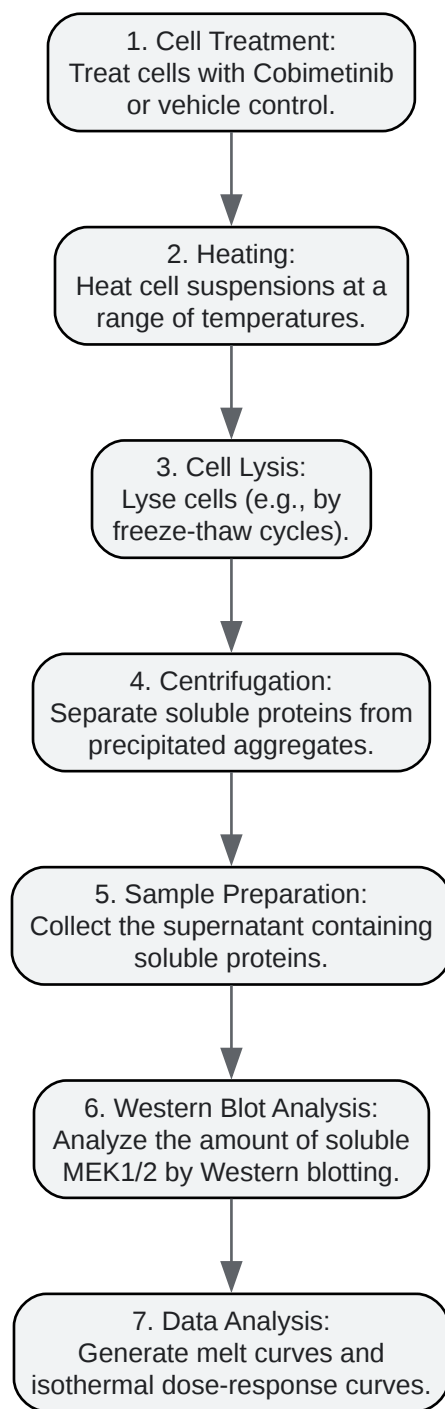 1. Cell Treatment:
Treat cells with Cobimetinib
or vehicle control.
2. Heating:
Heat cell suspensions at a
range of temperatures.
3. Cell Lysis:
Lyse cells (e.g., by
freeze-thaw cycles).
4. Centrifugation:
Separate soluble proteins from
precipitated aggregates.
5. Sample Preparation:
Collect the supernatant containing
soluble proteins.
6. Western Blot Analysis:
Analyze the amount of soluble
MEK1/2 by Western blotting.
7. Data Analysis:
Generate melt curves and
isothermal dose-response curves.